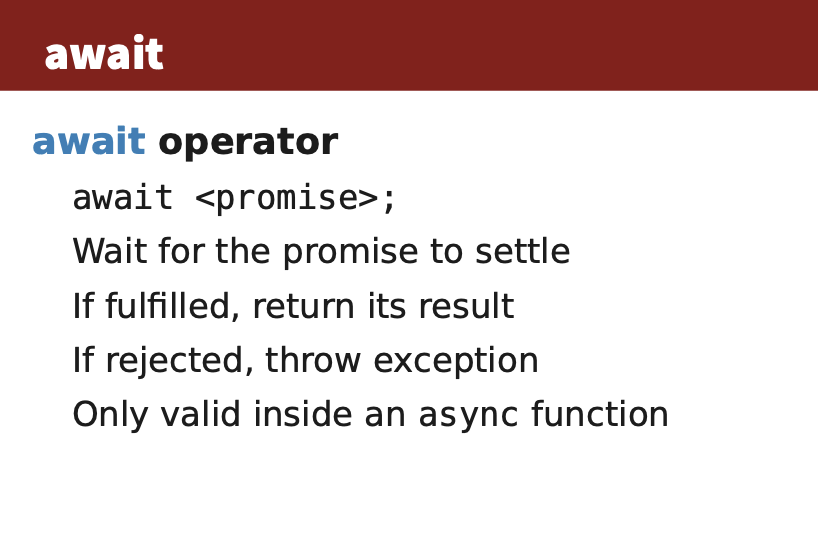 await
await operator
await <promise>;
Wait for the promise to settle
If fulfilled, return its result
If rejected, throw exception
Only valid inside an async function